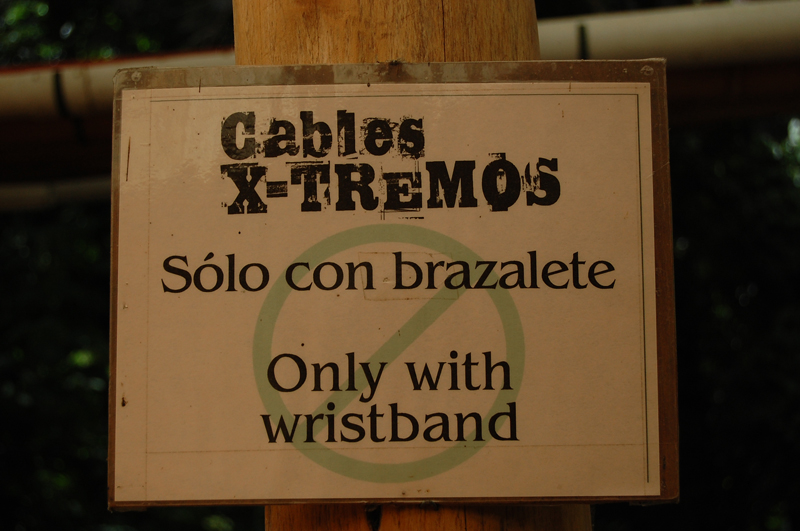 Cables
X-TREMOS
Sólo con brazalete
Only with
wristband